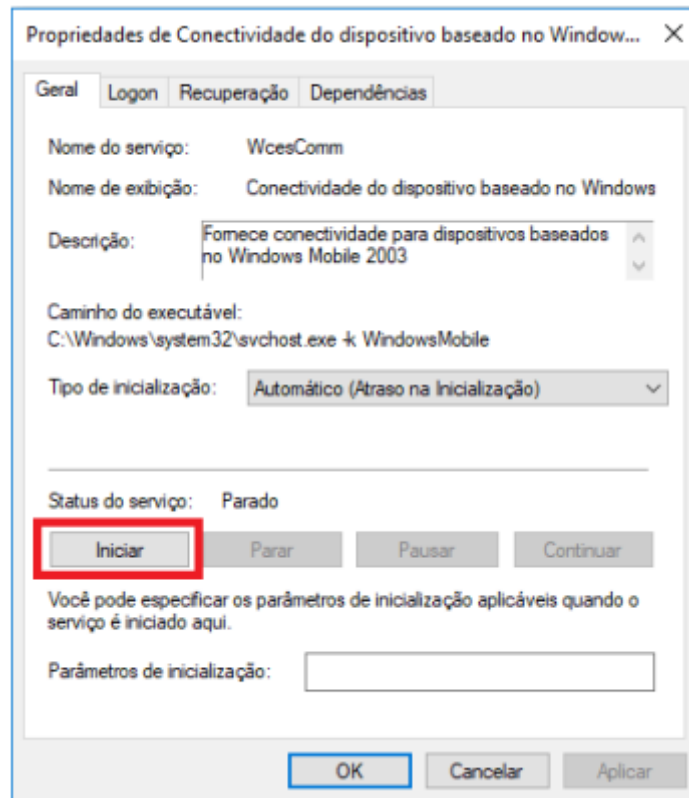 Propriedades de Conectividade do dispositivo baseado no Window...
Geral Logon Recuperação Dependências
Nome do serviço: WcesComm
Nome de exibição: Conectividade do dispositivo baseado no Windows
Descrição: Fornece conectividade para dispositivos baseados
no Windows Mobile 2003
Caminho do executável:
C:\Windows\system32\svchost.exe -k WindowsMobile
Tipo de inicialização: Automático (Atraso na Inicialização)
Status do serviço: Parado
Iniciar Parar Pausar Continuar
Você pode especificar os parâmetros de inicialização aplicáveis quando o
serviço é iniciado aqui.
Parâmetros de inicialização:
OK Cancelar Aplicar